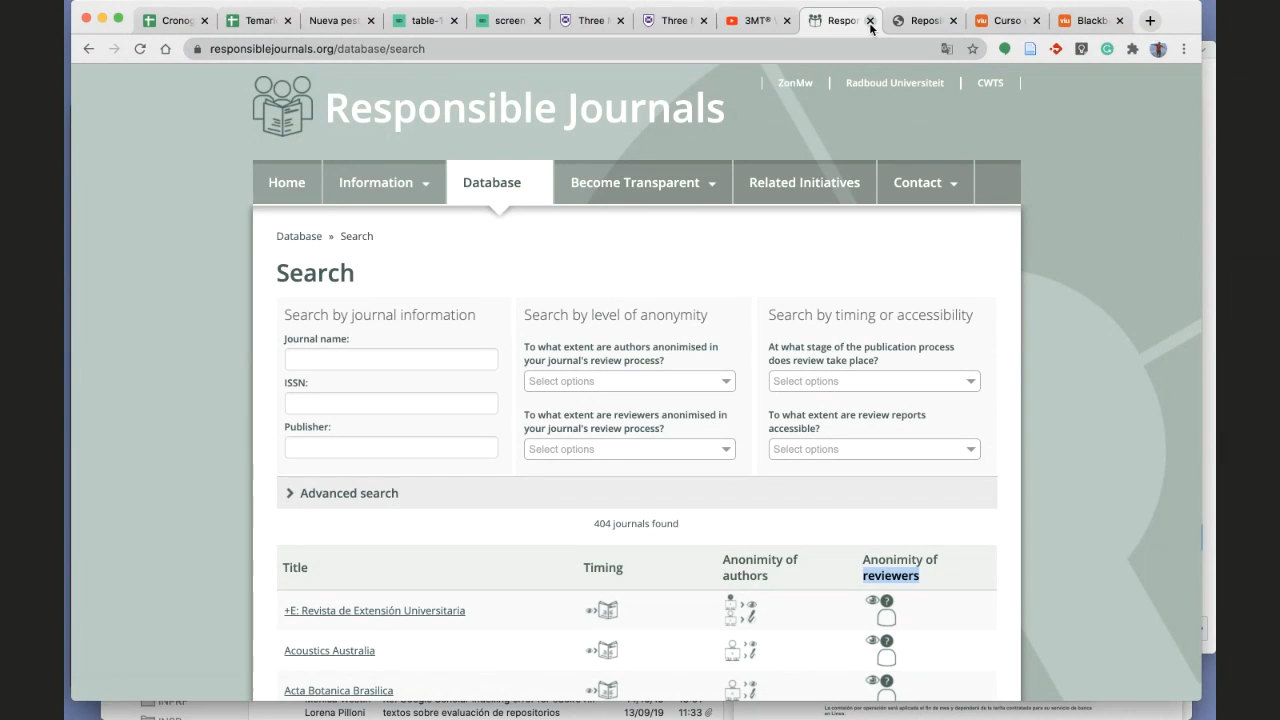 Cronog
Temari
Nueva pest
table-1
screen
Three M
Three M
3MT®
Respon
Reposi
Curso
Blackb
responsiblejournals.org/database/search
ZonMw
Radboud Universiteit
CWTS
Responsible Journals
Home
Information
Database
Become Transparent
Related Initiatives
Contact
Database » Search
Search
Search by journal information
Journal name:
ISSN:
Publisher:
Search by level of anonymity
To what extent are authors anonimised in
your journal's review process?
Select options
To what extent are reviewers anonimised in
your journal's review process?
Select options
Search by timing or accessibility
At what stage of the publication process
does review take place?
Select options
To what extent are review reports
accessible?
Select options
Advanced search
404 journals found
Title
Timing
Anonimity of
authors
Anonimity of
reviewers
+E: Revista de Extensión Universitaria
Acoustics Australia
Acta Botanica Brasilica
Lorena Pilloni
textos sobre evaluación de repositorios
13/09/19
11:33